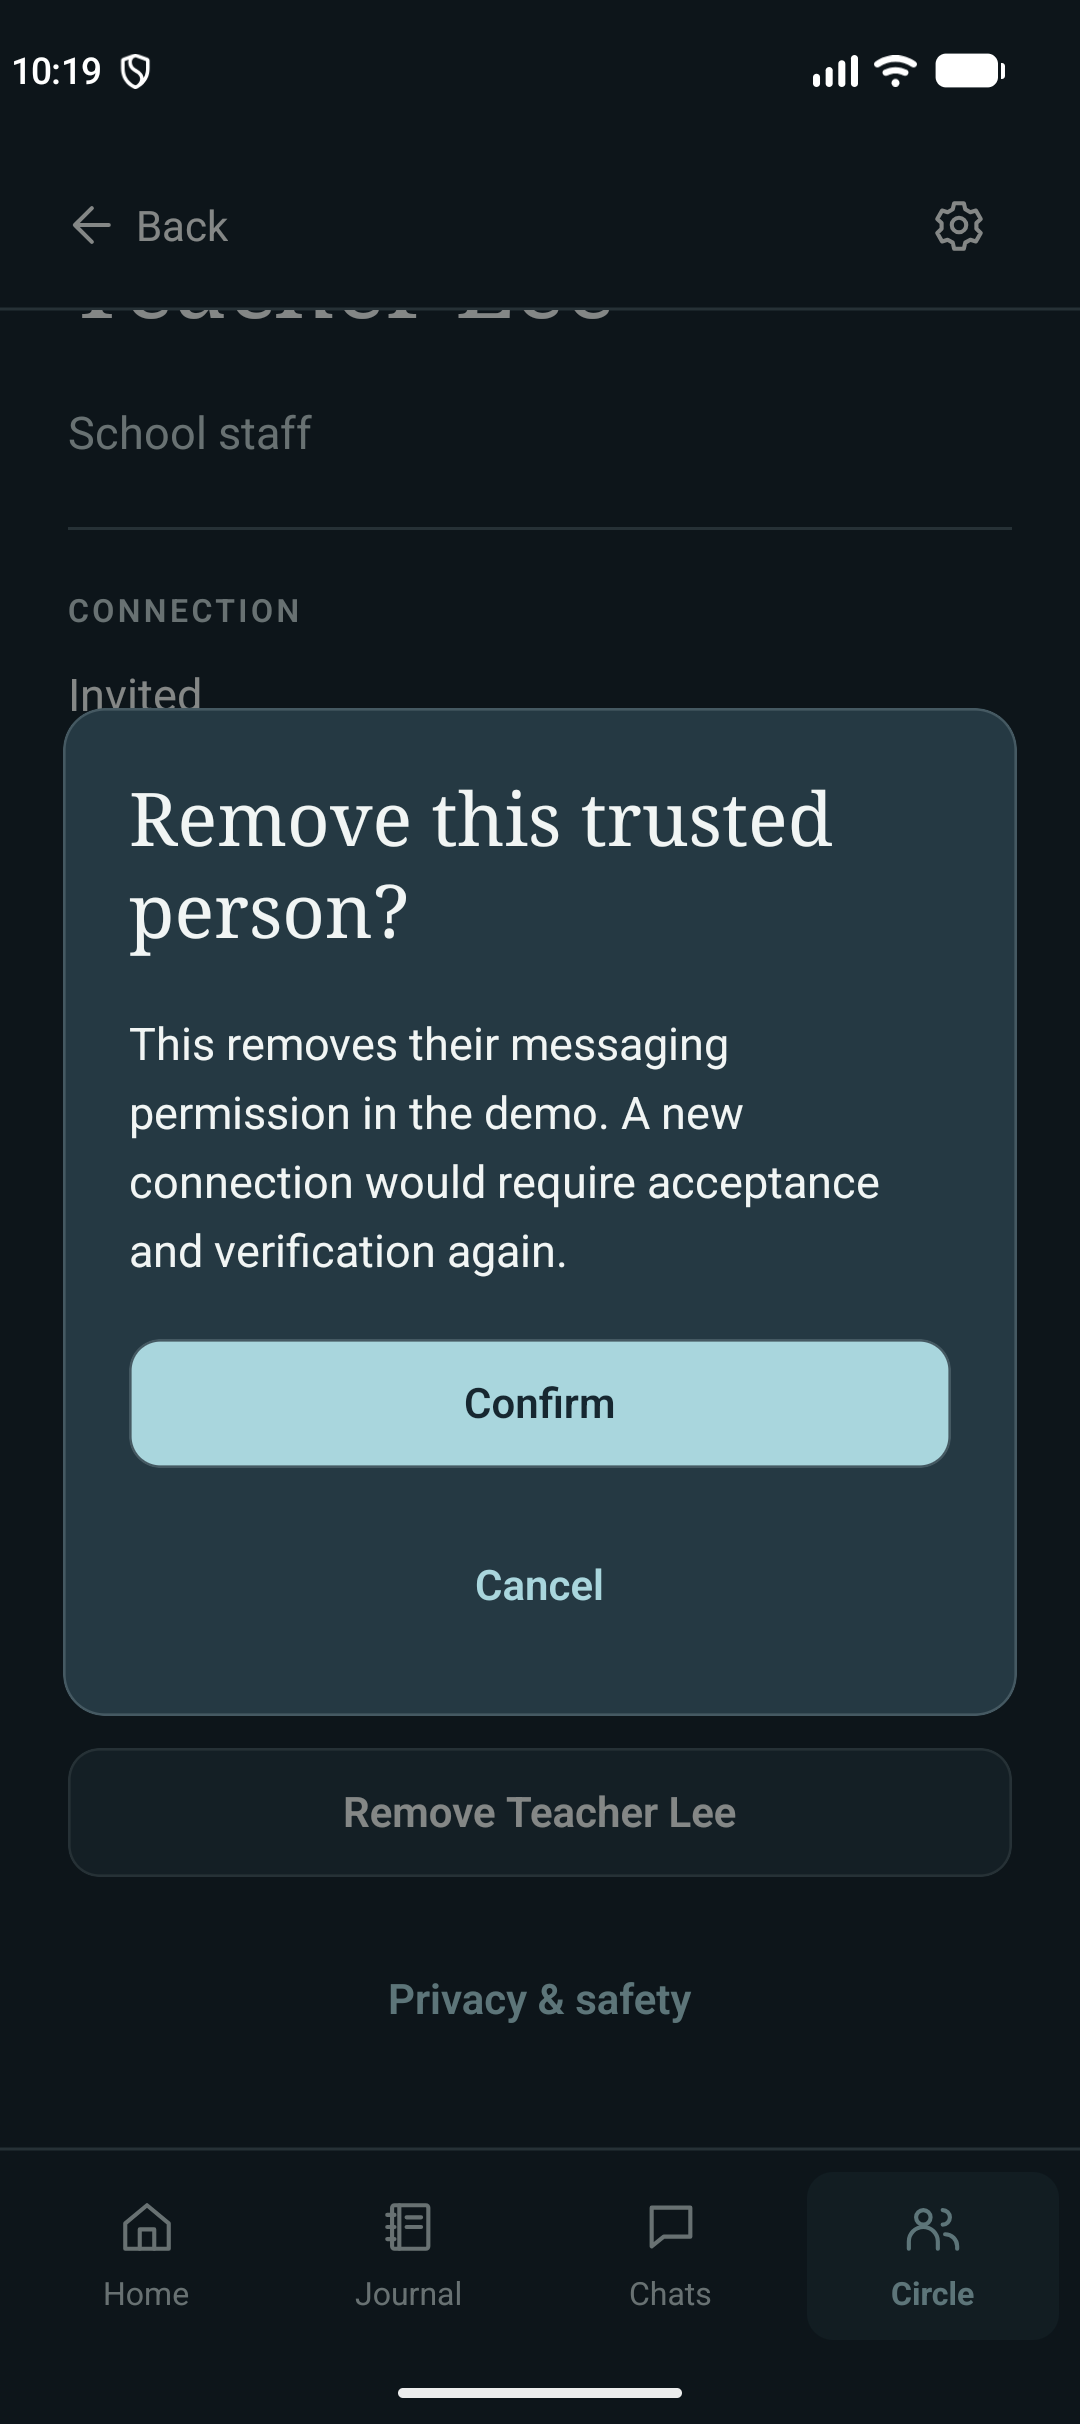 10:19
Back
Teacher Lee
School staff
CONNECTION
Invited
Remove this trusted
person?
This removes their messaging
permission in the demo. A new
connection would require acceptance
and verification again.
Confirm
Cancel
Remove Teacher Lee
Privacy & safety
Home
Journal
Chats
Circle